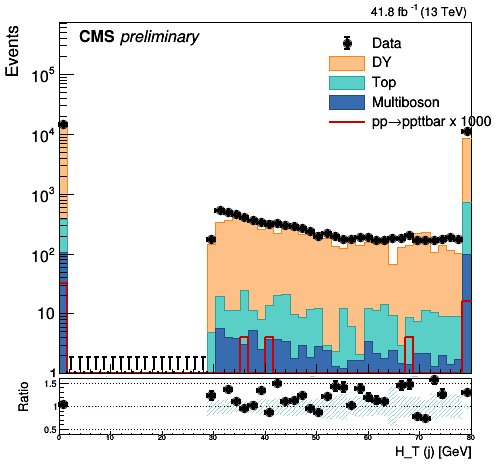 41.8 fb⁻¹ (13 TeV)
CMS preliminary
Events
Data
DY
Top
Multiboson
pp→ppttbar x 1000
10⁵
10⁴
10³
10²
10
1
Ratio
1.5
1
0.5
0 10 20 30 40 50 60 70 80
H_T (j) [GeV]